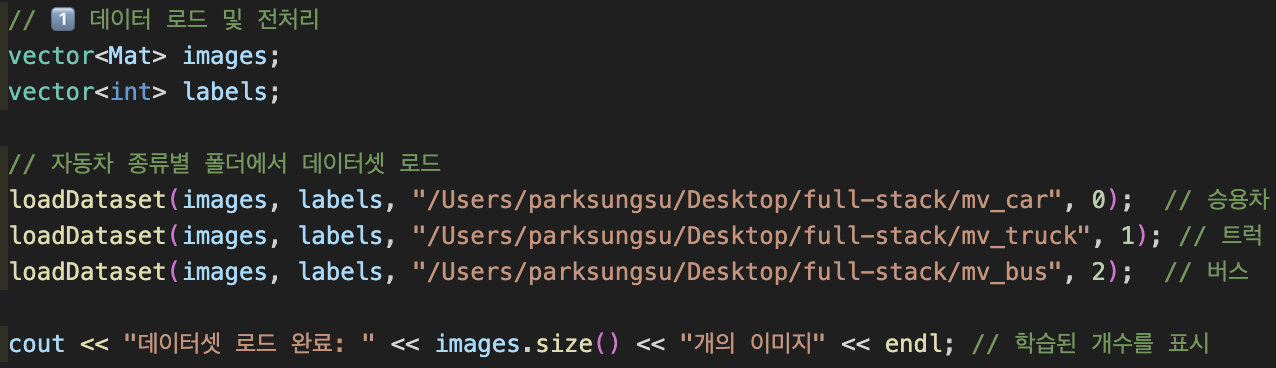 // 1️⃣ 데이터 로드 및 전처리
vector<Mat> images;
vector<int> labels;
// 자동차 종류별 폴더에서 데이터셋 로드
loadDataset(images, labels, "/Users/parksungsu/Desktop/full-stack/mv_car", 0);  // 승용차
loadDataset(images, labels, "/Users/parksungsu/Desktop/full-stack/mv_truck", 1); // 트럭
loadDataset(images, labels, "/Users/parksungsu/Desktop/full-stack/mv_bus", 2);  // 버스
cout << "데이터셋 로드 완료: " << images.size() << "개의 이미지" << endl; // 학습된 개수를 표시